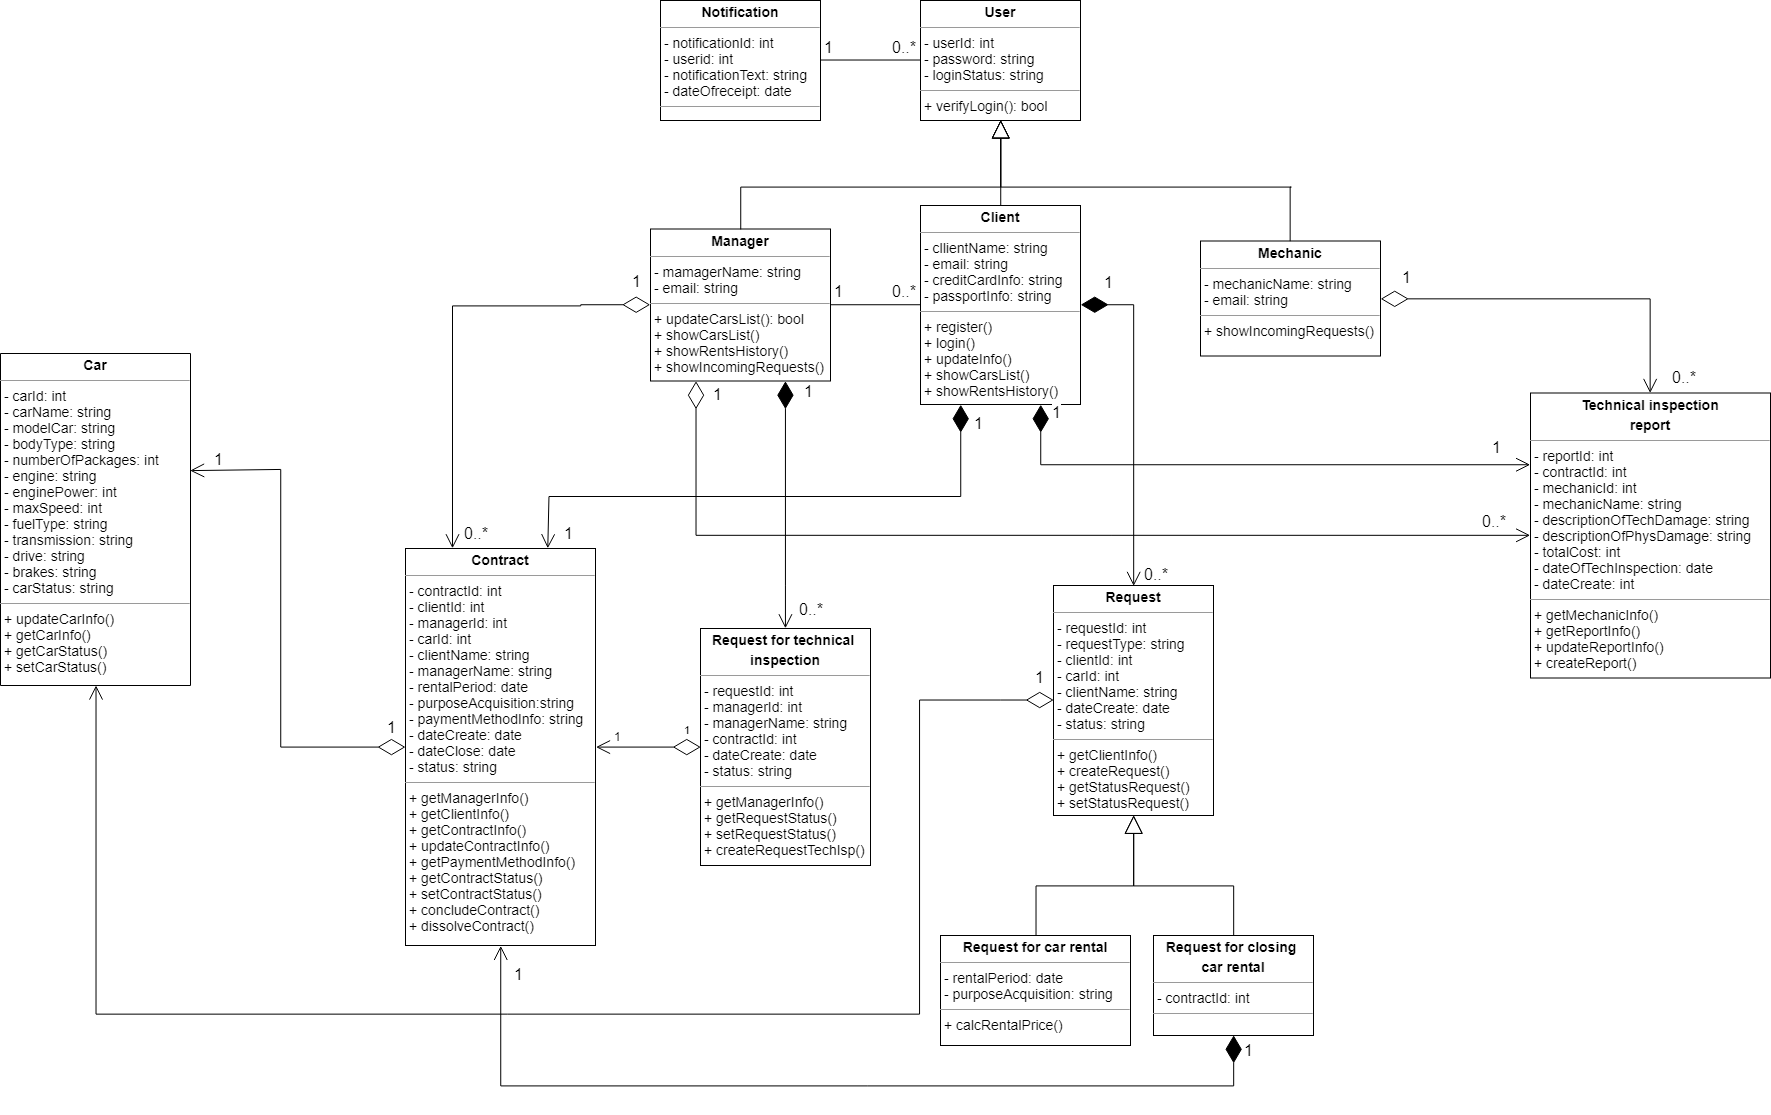 Notification
- notificationId: int
- userid: int
- notificationText: string
- dateOfreceipt: date
1
0..*
User
- userId: int
- password: string
- loginStatus: string
+ verifyLogin(): bool
Manager
- mamagerName: string
- email: string
+ updateCarsList(): bool
+ showCarsList()
+ showRentsHistory()
+ showIncomingRequests()
1
1
0..*
1
1
Client
- cllientName: string
- email: string
- creditCardInfo: string
- passportInfo: string
+ register()
+ login()
+ updateInfo()
+ showCarsList()
+ showRentsHistory()
1
1
1
Mechanic
- mechanicName: string
- email: string
+ showIncomingRequests()
1
0..*
Car
- carId: int
- carName: string
- modelCar: string
- bodyType: string
- numberOfPackages: int
- engine: string
- enginePower: int
- maxSpeed: int
- fuelType: string
- transmission: string
- drive: string
- brakes: string
- carStatus: string
+ updateCarInfo()
+ getCarInfo()
+ getCarStatus()
+ setCarStatus()
1
Technical inspection
report
- reportId: int
- contractId: int
- mechanicId: int
- mechanicName: string
- descriptionOfTechDamage: string
- descriptionOfPhysDamage: string
- totalCost: int
- dateOfTechInspection: date
- dateCreate: int
+ getMechanicInfo()
+ getReportInfo()
+ updateReportInfo()
+ createReport()
1
0..*
0..*
1
Contract
- contractId: int
- clientId: int
- managerId: int
- carId: int
- clientName: string
- managerName: string
- rentalPeriod: date
- purposeAcquisition:string
- paymentMethodInfo: string
- dateCreate: date
- dateClose: date
- status: string
+ getManagerInfo()
+ getClientInfo()
+ getContractInfo()
+ updateContractInfo()
+ getPaymentMethodInfo()
+ getContractStatus()
+ setContractStatus()
+ concludeContract()
+ dissolveContract()
1
1
1
1
0..*
Request for technical
inspection
- requestId: int
- managerId: int
- managerName: string
- contractId: int
- dateCreate: date
- status: string
+ getManagerInfo()
+ getRequestStatus()
+ setRequestStatus()
+ createRequestTechIsp()
0..*
Request
- requestId: int
- requestType: string
- clientId: int
- carId: int
- clientName: string
- dateCreate: date
- status: string
+ getClientInfo()
+ createRequest()
+ getStatusRequest()
+ setStatusRequest()
1
Request for car rental
- rentalPeriod: date
- purposeAcquisition: string
+ calcRentalPrice()
Request for closing
car rental
- contractId: int
1